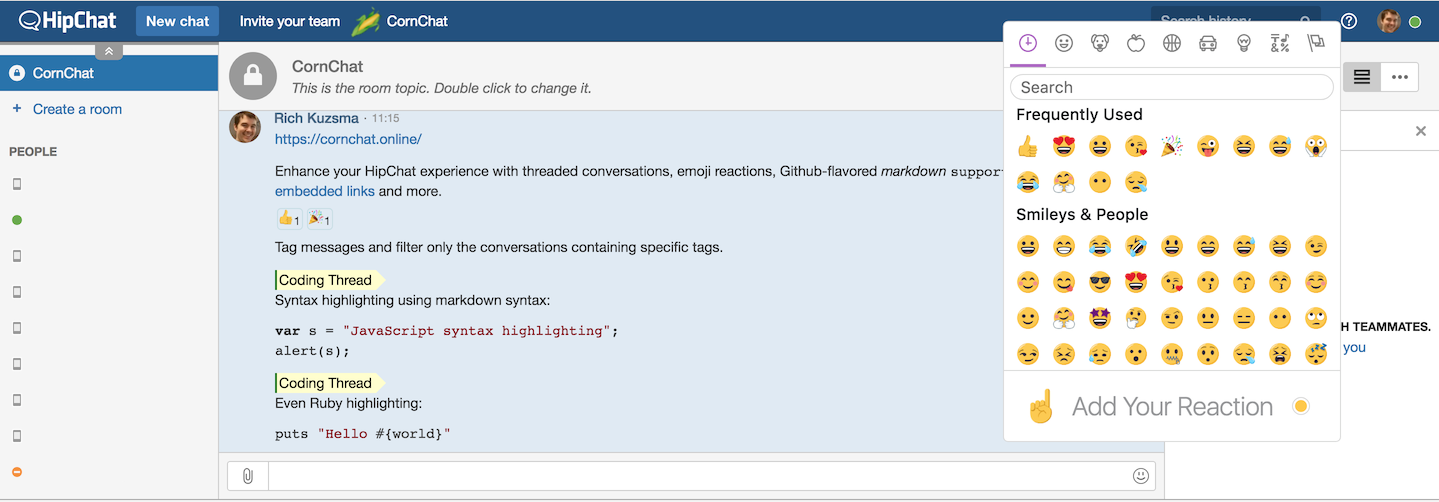 HipChat
New chat
Invite your team
CornChat
Search history
CornChat
Create a room
PEOPLE
CornChat
This is the room topic. Double click to change it.
Rich Kuzsma · 11:15
https://cornchat.online/
Enhance your HipChat experience with threaded conversations, emoji reactions, Github-flavored markdown suppor
embedded links and more.
1 1
Tag messages and filter only the conversations containing specific tags.
Coding Thread
Syntax highlighting using markdown syntax:
var s = "JavaScript syntax highlighting";
alert(s);
Coding Thread
Even Ruby highlighting:
puts "Hello #{world}"
Search
Frequently Used
Smileys & People
Add Your Reaction
H TEAMMATES.
you